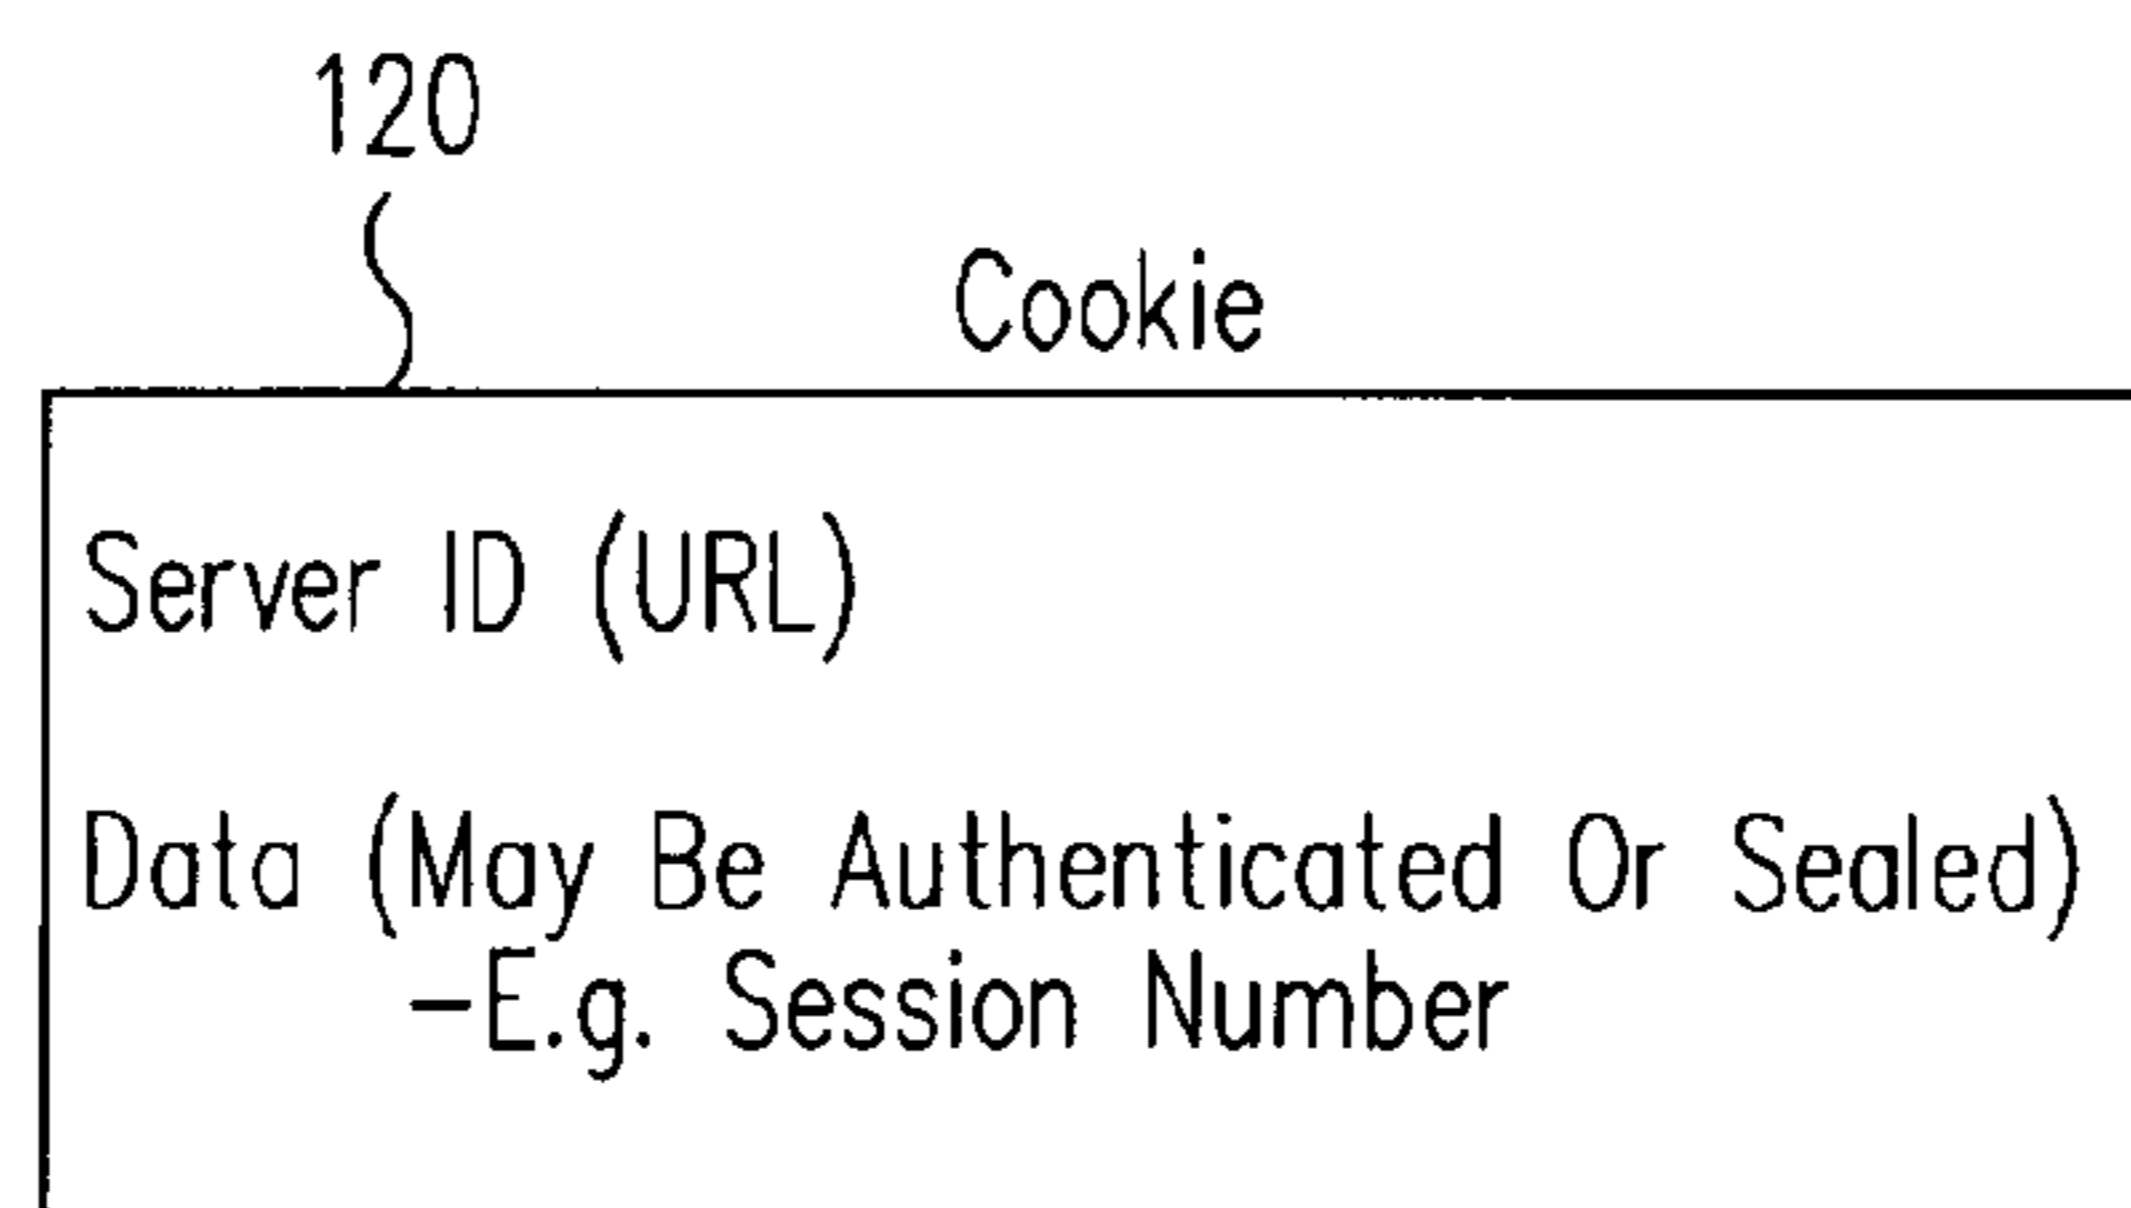 120
Cookie
Server ID (URL)
Data (May Be Authenticated Or Sealed)
-E.g. Session Number